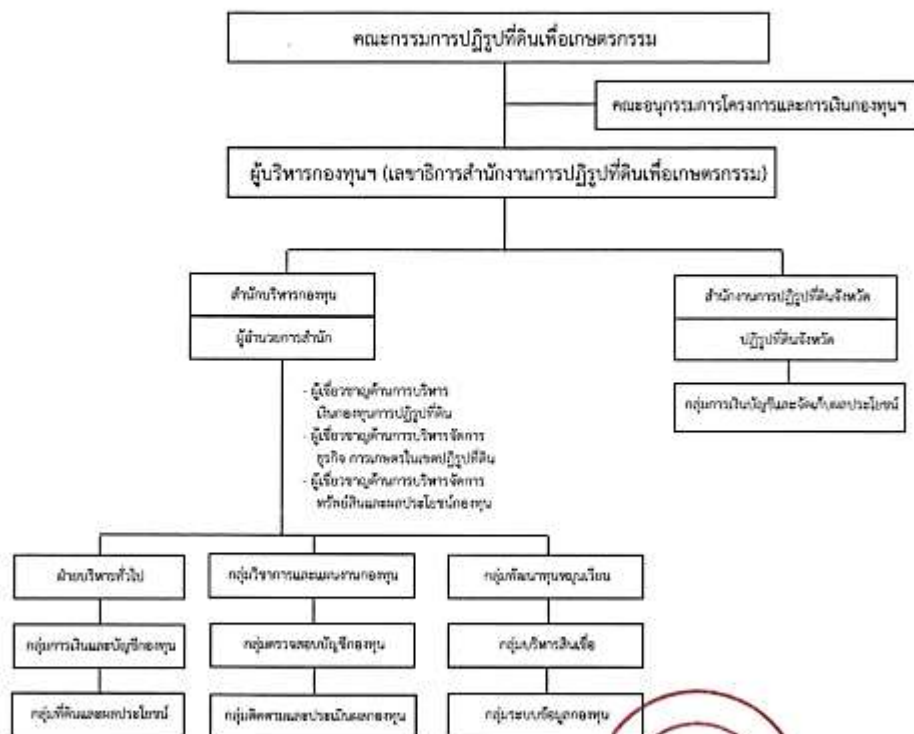 คณะกรรมการปฏิรูปที่ดินเพื่อเกษตรกรรม
คณะอนุกรรมการโครงการและการเงินกองทุนฯ
ผู้บริหารกองทุนฯ (เลขาธิการสำนักงานการปฏิรูปที่ดินเพื่อเกษตรกรรม)
สำนักบริหารกองทุน
ผู้อำนวยการสำนัก
สำนักงานการปฏิรูปที่ดินจังหวัด
ปฏิรูปที่ดินจังหวัด
กลุ่มการเงินบัญชีและจัดเก็บผลประโยชน์
- ผู้เชี่ยวชาญด้านการบริหาร
เงินกองทุนการปฏิรูปที่ดิน
- ผู้เชี่ยวชาญด้านการบริหารจัดการ
ธุรกิจ การเกษตรในเขตปฏิรูปที่ดิน
- ผู้เชี่ยวชาญด้านการบริหารจัดการ
ทรัพย์สินและผลประโยชน์กองทุน
ฝ่ายบริหารทั่วไป
กลุ่มวิชาการและแผนงานกองทุน
กลุ่มพัฒนาทุนหมุนเวียน
กลุ่มการเงินและบัญชีกองทุน
กลุ่มตรวจสอบบัญชีกองทุน
กลุ่มบริหารสินเชื่อ
กลุ่มที่ดินและผลประโยชน์
กลุ่มติดตามและประเมินผลกองทุน
กลุ่มระบบข้อมูลกองทุน